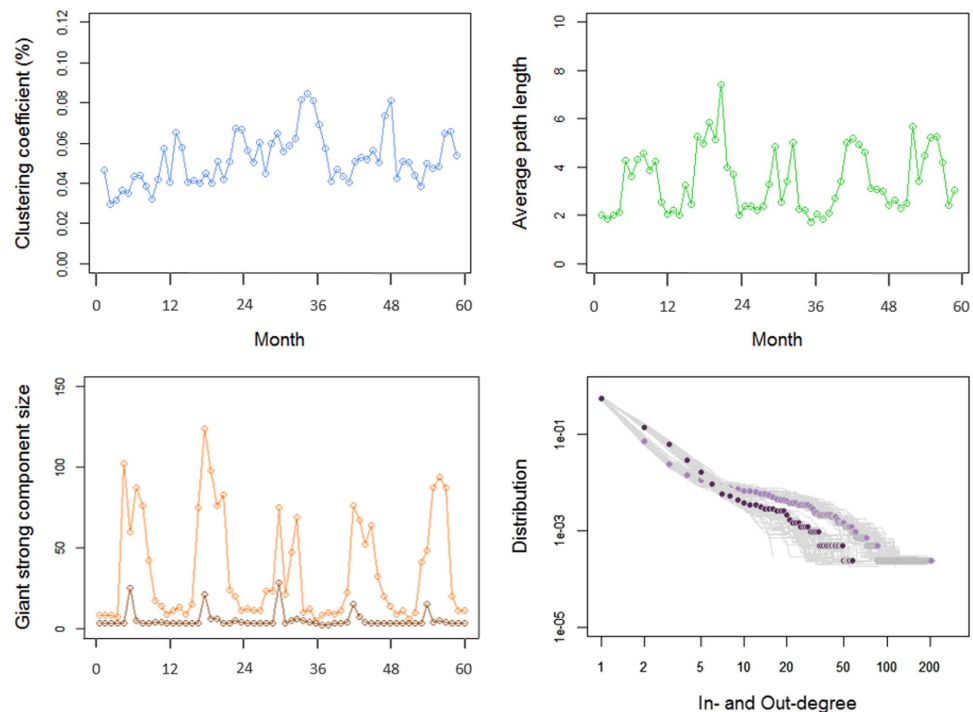 Clustering coefficient (%)
0.00 0.02 0.04 0.06 0.08 0.10 0.12
0 12 24 36 48 60
Month
Average path length
0 2 4 6 8 10
0 12 24 36 48 60
Month
Giant strong component size
0 50 100 150
0 12 24 36 48 60
Distribution
1e-05 1e-03 1e-01
1 2 5 10 20 50 100 200
In- and Out-degree